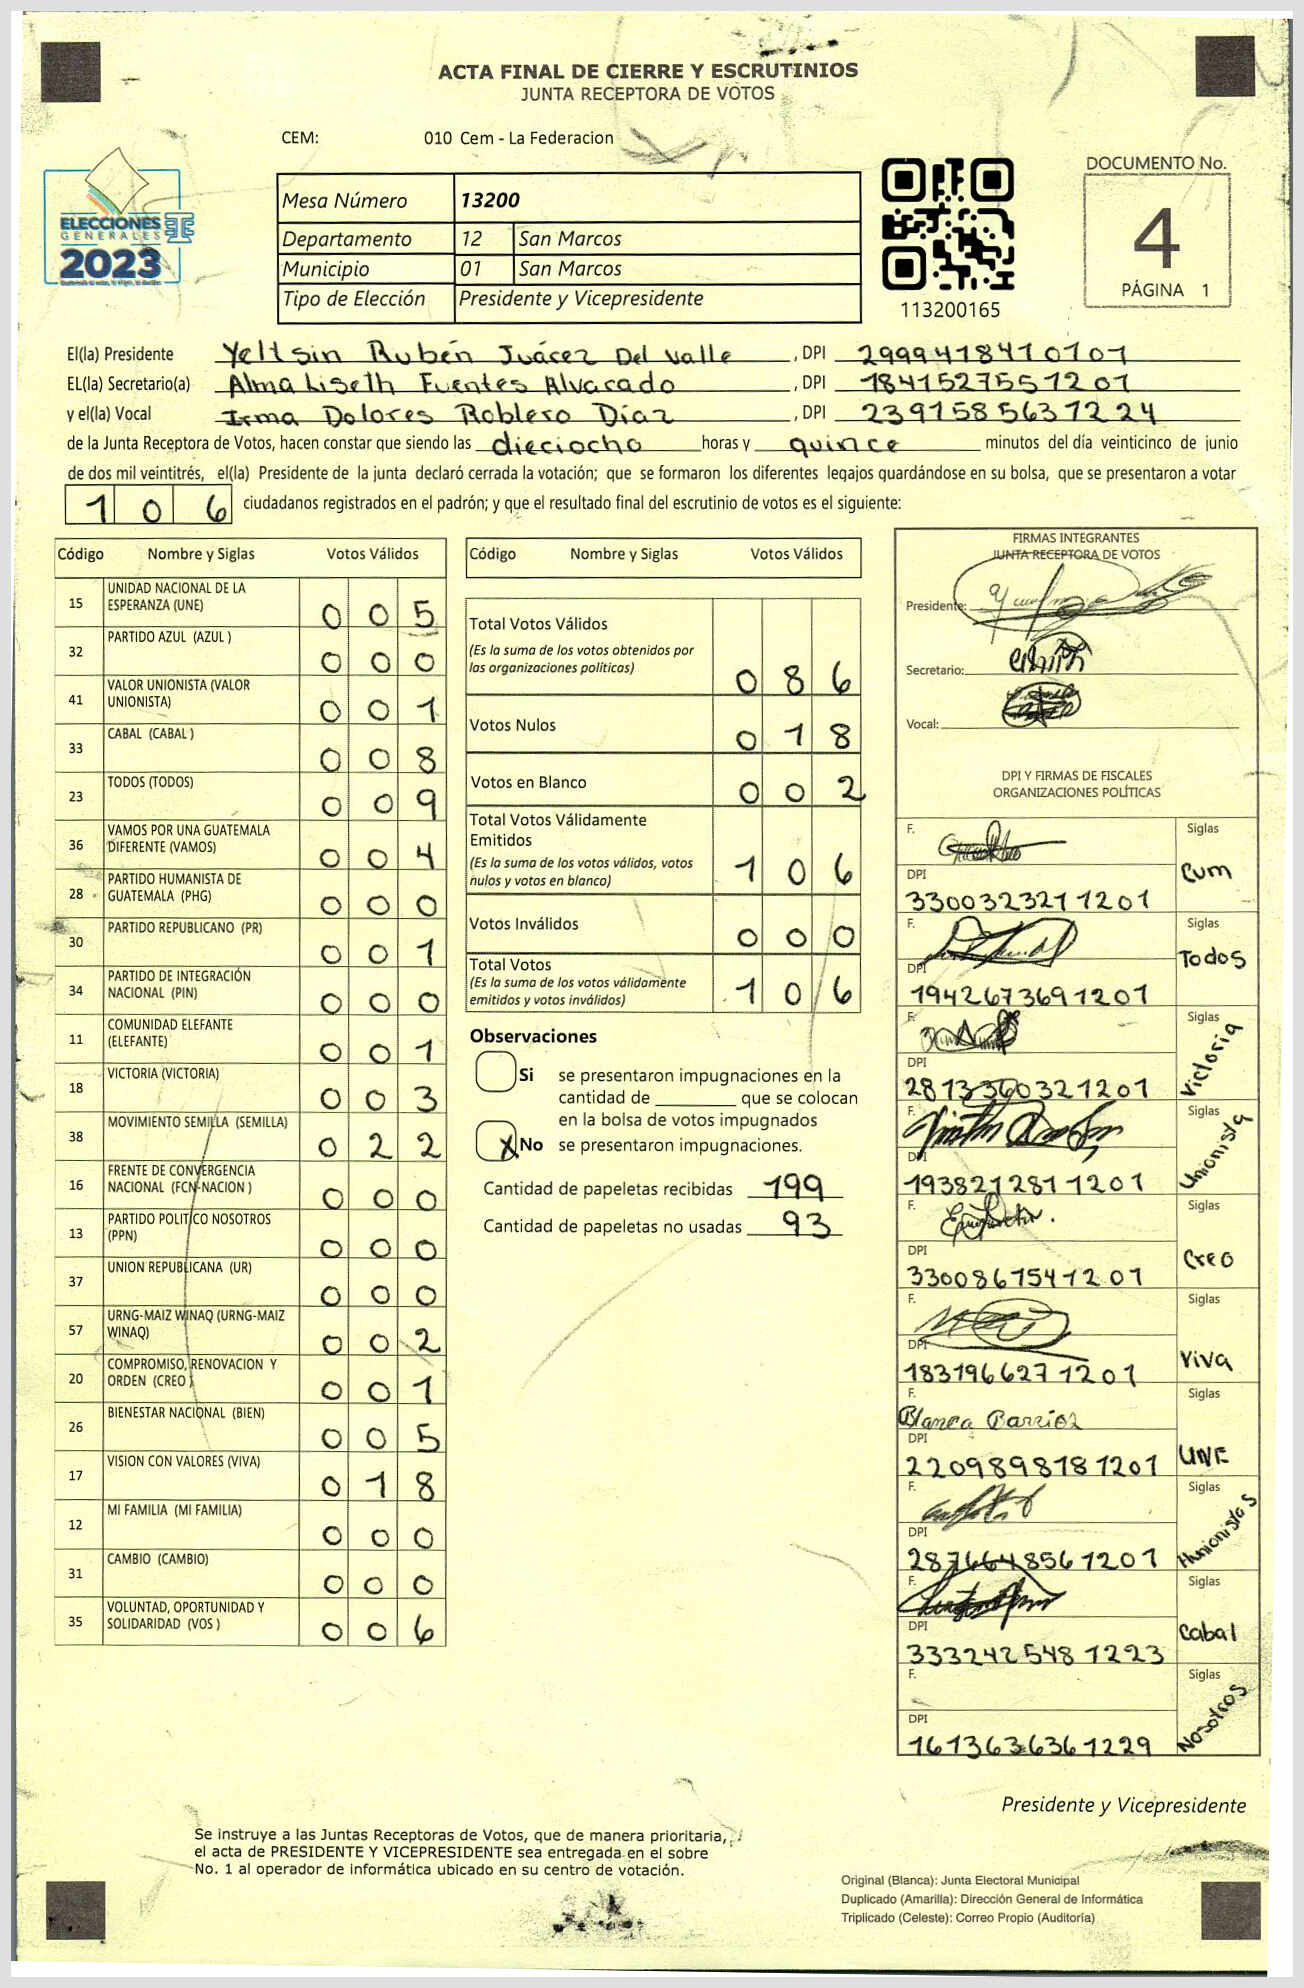 ACTA FINAL DE CIERRE Y ESCRUTINIOS
JUNTA RECEPTORA DE VOTOS
CEM: 010 Cem - La Federacion
ELECCIONES
GENERALES
2023
Mesa Número 13200
Departamento 12 San Marcos
Municipio 01 San Marcos
Tipo de Elección Presidente y Vicepresidente
113200165
DOCUMENTO No.
4
PÁGINA 1
El(la) Presidente Yeltsin Rubén Juárez Del Valle, DPI 2999418410101
EL(la) Secretario(a) Alma Liseth Fuentes Alvarado, DPI 1841527551201
y el(la) Vocal Irma Dolores Roblero Díaz, DPI 2391585631224
de la Junta Receptora de Votos, hacen constar que siendo las dieciocho horas y quince minutos del día veinticinco de junio
de dos mil veintitrés, el(la) Presidente de la junta declaró cerrada la votación; que se formaron los diferentes legajos quardándose en su bolsa, que se presentaron a votar
106 ciudadanos registrados en el padrón; y que el resultado final del escrutinio de votos es el siguiente:
Código Nombre y Siglas Votos Válidos
15 UNIDAD NACIONAL DE LA
ESPERANZA (UNE) 0 0 5
32 PARTIDO AZUL (AZUL ) 0 0 0
41 VALOR UNIONISTA (VALOR
UNIONISTA) 0 0 1
33 CABAL (CABAL ) 0 0 8
23 TODOS (TODOS) 0 0 9
36 VAMOS POR UNA GUATEMALA
DIFERENTE (VAMOS) 0 0 4
28 PARTIDO HUMANISTA DE
GUATEMALA (PHG) 0 0 0
30 PARTIDO REPUBLICANO (PR) 0 0 1
34 PARTIDO DE INTEGRACIÓN
NACIONAL (PIN) 0 0 0
11 COMUNIDAD ELEFANTE
(ELEFANTE) 0 0 1
18 VICTORIA (VICTORIA) 0 0 3
38 MOVIMIENTO SEMILLA (SEMILLA) 0 2 2
16 FRENTE DE CONVERGENCIA
NACIONAL (FCN-NACION ) 0 0 0
13 PARTIDO POLITICO NOSOTROS
(PPN) 0 0 0
37 UNION REPUBLICANA (UR) 0 0 0
57 URNG-MAIZ WINAQ (URNG-MAIZ
WINAQ) 0 0 2
20 COMPROMISO, RENOVACION Y
ORDEN (CREO ) 0 0 1
26 BIENESTAR NACIONAL (BIEN) 0 0 5
17 VISION CON VALORES (VIVA) 0 1 8
12 MI FAMILIA (MI FAMILIA) 0 0 0
31 CAMBIO (CAMBIO) 0 0 0
35 VOLUNTAD, OPORTUNIDAD Y
SOLIDARIDAD (VOS ) 0 0 6
Código Nombre y Siglas Votos Válidos
Total Votos Válidos
(Es la suma de los votos obtenidos por
las organizaciones políticas) 0 8 6
Votos Nulos 0 1 8
Votos en Blanco 0 0 2
Total Votos Válidamente
Emitidos
(Es la suma de los votos válidos, votos
nulos y votos en blanco) 1 0 6
Votos Inválidos 0 0 0
Total Votos
(Es la suma de los votos válidamente
emitidos y votos inválidos) 1 0 6
Observaciones
Si se presentaron impugnaciones en la
cantidad de ________ que se colocan
en la bolsa de votos impugnados
X No se presentaron impugnaciones.
Cantidad de papeletas recibidas 199
Cantidad de papeletas no usadas 93
FIRMAS INTEGRANTES
JUNTA RECEPTORA DE VOTOS
Presidente:
Secretario:
Vocal:
DPI Y FIRMAS DE FISCALES
ORGANIZACIONES POLÍTICAS
F. Siglas
DPI Cum
3300323211201
F. Siglas
DPI Todos
1942673691201
F. Siglas
DPI Victoria
2813360321201
F. Siglas
DPI Unionista
1938212811201
F. Siglas
DPI Creo
3300861541201
F. Siglas
DPI Viva
1831966271201
F. Blanca Barrios Siglas
DPI UNE
2209898181201
F. Siglas
DPI Hunionistas
2876648561201
F. Siglas
DPI Cabal
3332425481223
F. Siglas
DPI Nosotros
1613636361229
Presidente y Vicepresidente
Se instruye a las Juntas Receptoras de Votos, que de manera prioritaria,
el acta de PRESIDENTE Y VICEPRESIDENTE sea entregada en el sobre
No. 1 al operador de informática ubicado en su centro de votación.
Original (Blanca): Junta Electoral Municipal
Duplicado (Amarilla): Dirección General de Informática
Triplicado (Celeste): Correo Propio (Auditoría)